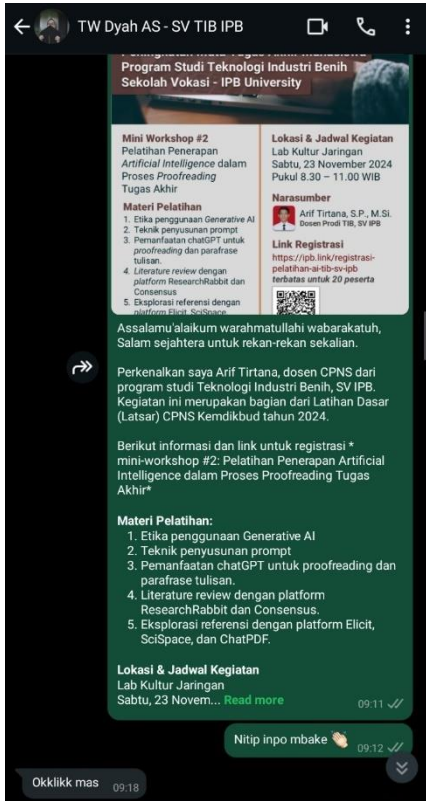 TW Dyah AS - SV TIB IPB
Program Studi Teknologi Industri Benih
Sekolah Vokasi - IPB University
Mini Workshop #2
Pelatihan Penerapan
Artificial Intelligence dalam
Proses Proofreading
Tugas Akhir
Materi Pelatihan
1. Etika penggunaan Generative AI
2. Teknik penyusunan prompt
3. Pemanfaatan chatGPT untuk
proofreading dan parafrase
tulisan.
4. Literature review dengan
platform ResearchRabbit dan
Consensus
5. Eksplorasi referensi dengan
platform Elicit, SciSpace,
Lokasi & Jadwal Kegiatan
Lab Kultur Jaringan
Sabtu, 23 November 2024
Pukul 8.30 – 11.00 WIB
Narasumber
Arif Tirtana, S.P., M.Si.
Dosen Prodi TIB, SV IPB
Link Registrasi
https://ipb.link/registrasi-
pelatihan-ai-tib-sv-ipb
terbatas untuk 20 peserta
Assalamu'alaikum warahmatullahi wabarakatuh,
Salam sejahtera untuk rekan-rekan sekalian.
Perkenalkan saya Arif Tirtana, dosen CPNS dari
program studi Teknologi Industri Benih, SV IPB.
Kegiatan ini merupakan bagian dari Latihan Dasar
(Latsar) CPNS Kemdikbud tahun 2024.
Berikut informasi dan link untuk registrasi *
mini-workshop #2: Pelatihan Penerapan Artificial
Intelligence dalam Proses Proofreading Tugas
Akhir*
Materi Pelatihan:
1. Etika penggunaan Generative AI
2. Teknik penyusunan prompt
3. Pemanfaatan chatGPT untuk proofreading dan
parafrase tulisan.
4. Literature review dengan platform
ResearchRabbit dan Consensus.
5. Eksplorasi referensi dengan platform Elicit,
SciSpace, dan ChatPDF.
Lokasi & Jadwal Kegiatan
Lab Kultur Jaringan
Sabtu, 23 Novem... Read more
09:11
Nitip inpo mbake 👏🏻
09:12
Okklikk mas
09:18